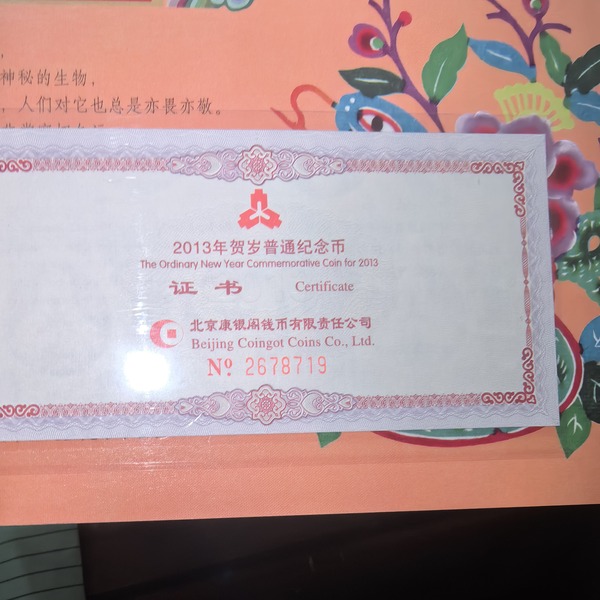 神秘的生物，
，人们对它也总是亦畏亦敬。
2013年贺岁普通纪念币
The Ordinary New Year Commemorative Coin for 2013
证书 Certificate
北京康银阁钱币有限责任公司
Beijing Coingot Coins Co., Ltd.
Nº 2678719